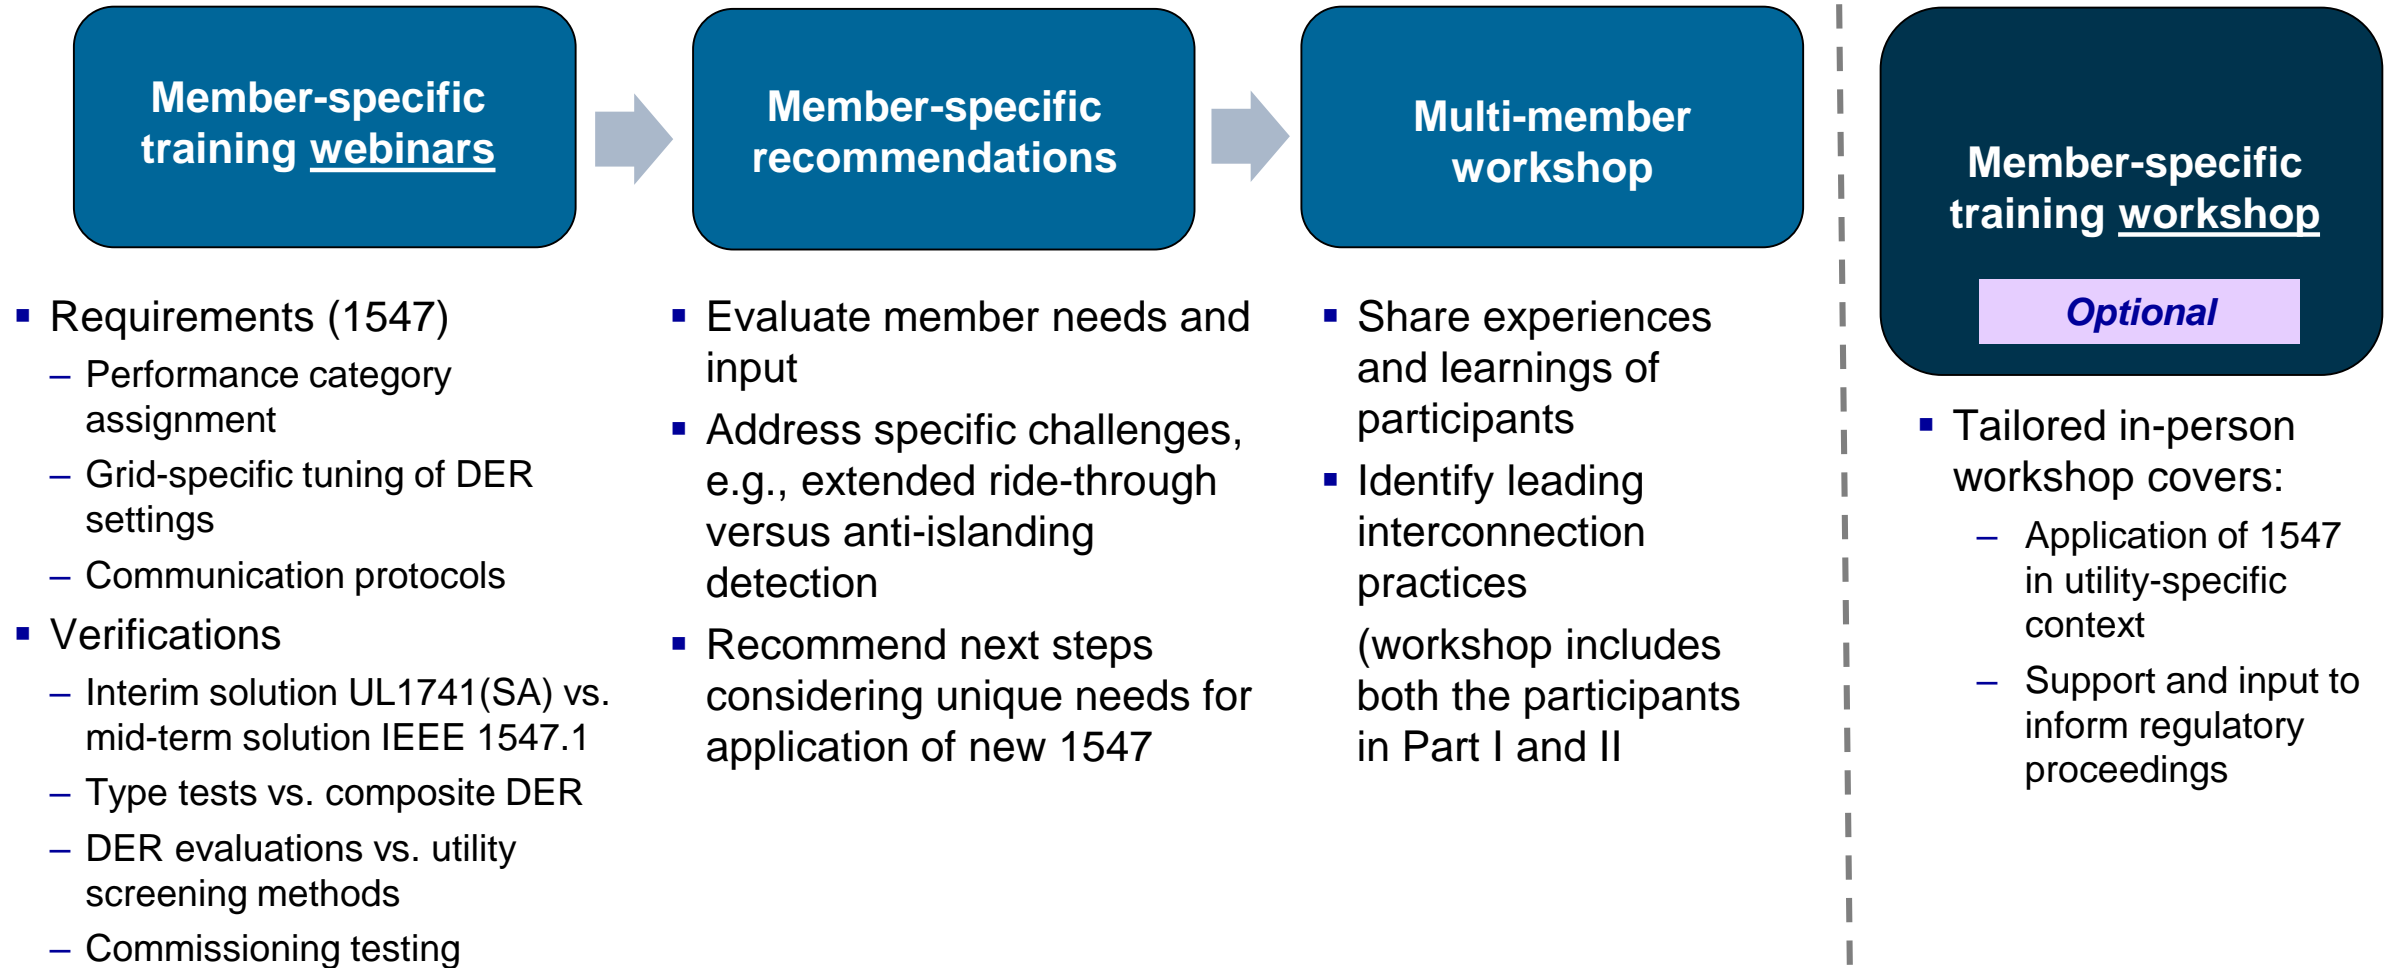 Member-specific
training webinars
▪ Requirements (1547)
– Performance category
assignment
– Grid-specific tuning of DER
settings
– Communication protocols
▪ Verifications
– Interim solution UL1741(SA) vs.
mid-term solution IEEE 1547.1
– Type tests vs. composite DER
– DER evaluations vs. utility
screening methods
– Commissioning testing
Member-specific
recommendations
▪ Evaluate member needs and
input
▪ Address specific challenges,
e.g., extended ride-through
versus anti-islanding
detection
▪ Recommend next steps
considering unique needs for
application of new 1547
Multi-member
workshop
▪ Share experiences
and learnings of
participants
▪ Identify leading
interconnection
practices
(workshop includes
both the participants
in Part I and II
Member-specific
training workshop
Optional
▪ Tailored in-person
workshop covers:
– Application of 1547
in utility-specific
context
– Support and input to
inform regulatory
proceedings